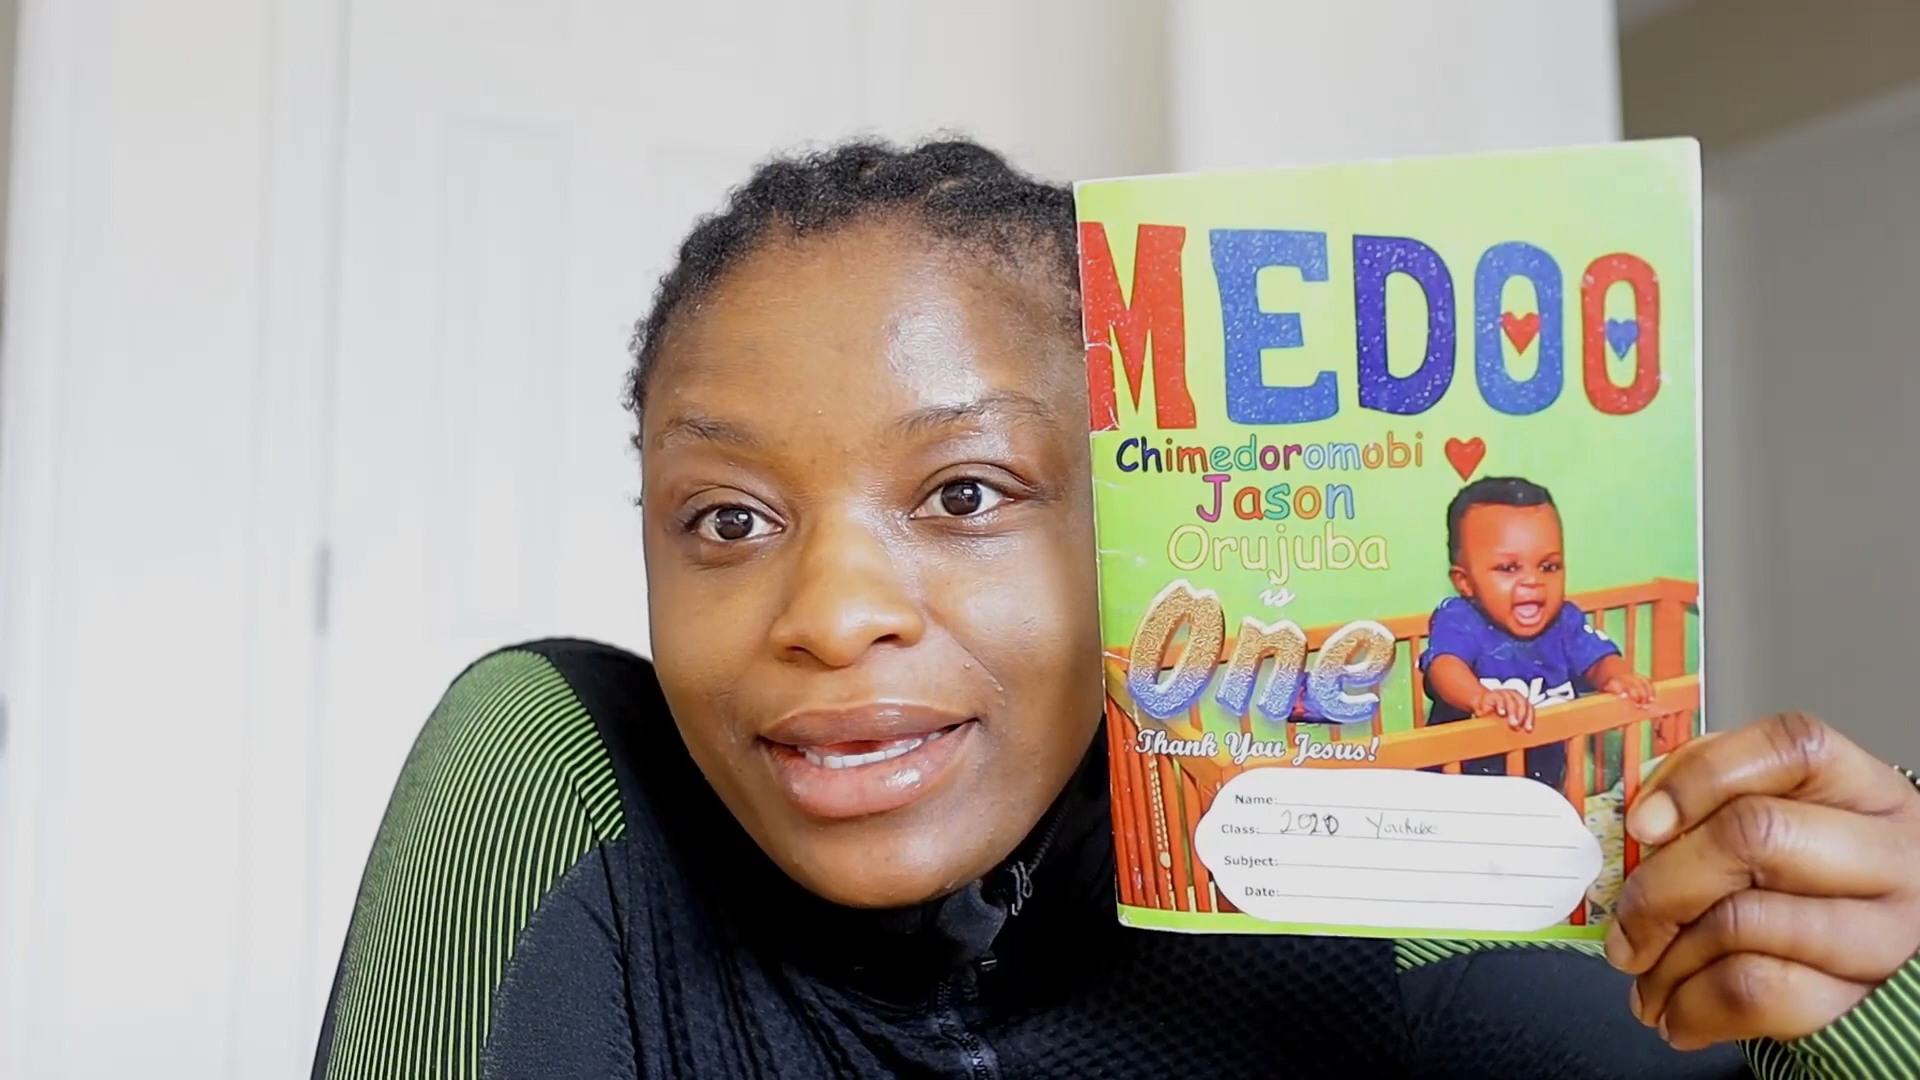 MEDOO
Chimedoromobi
Jason
Orujuba
is
One
Thank You Jesus!
Name:
Class: 2020 Youtube
Subject:
Date: